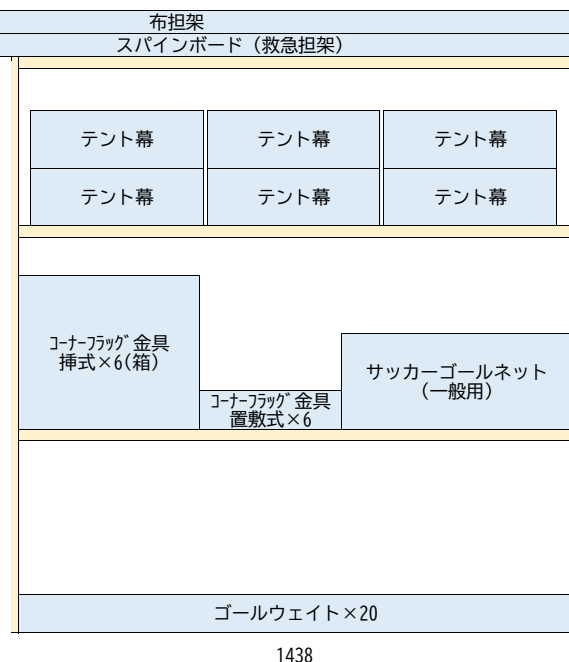 布担架
スパインボード（救急担架）
テント幕 テント幕 テント幕
テント幕 テント幕 テント幕
ｺｰﾅｰﾌﾗｯｸﾞ金具
挿式×6(箱)
サッカーゴールネット
(一般用)
ｺｰﾅｰﾌﾗｯｸﾞ金具
置敷式×6
ゴールウェイト×20
1438